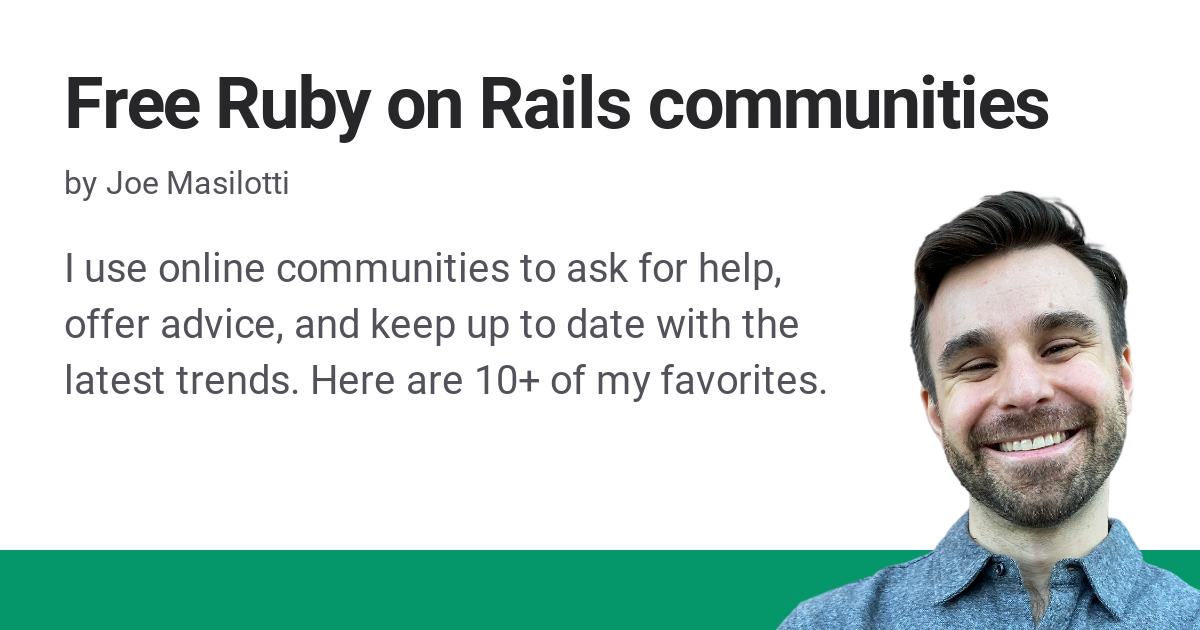 Free Ruby on Rails communities
by Joe Masilotti
I use online communities to ask for help,
offer advice, and keep up to date with the
latest trends. Here are 10+ of my favorites.